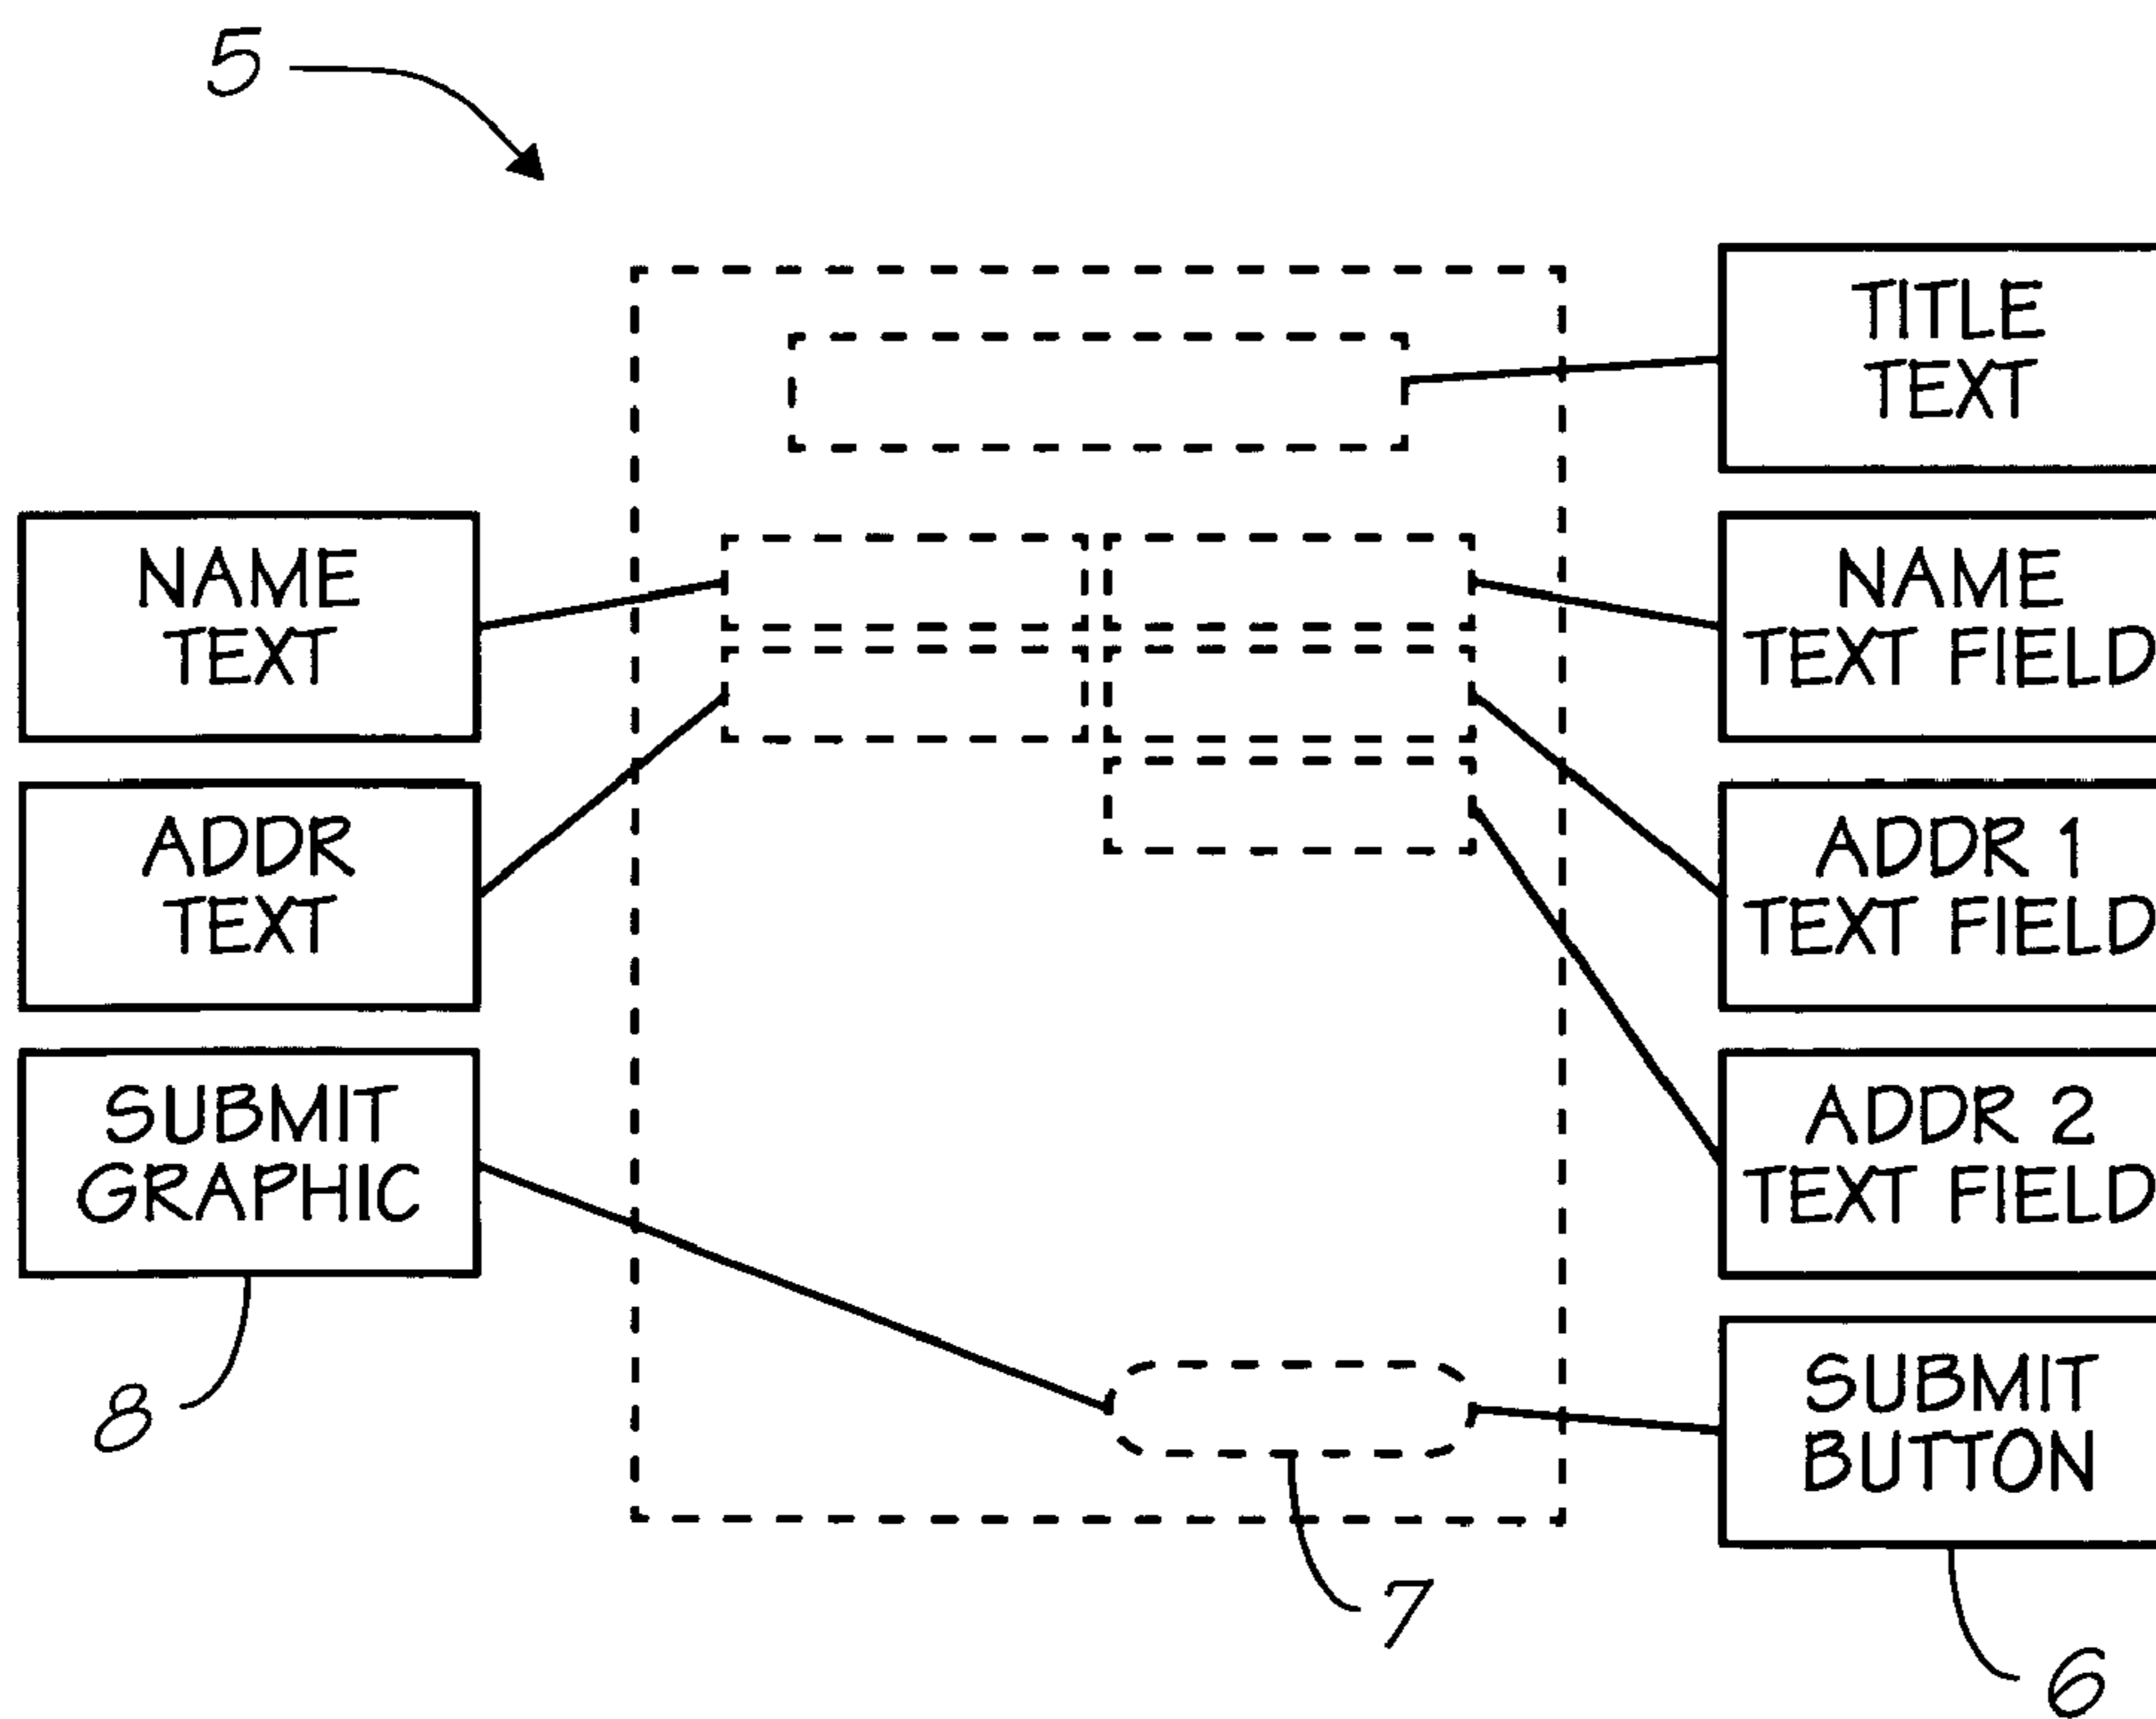 5
TITLE
TEXT
NAME
TEXT
NAME
TEXT FIELD
ADDR
TEXT
ADDR 1
TEXT FIELD
SUBMIT
GRAPHIC
ADDR 2
TEXT FIELD
SUBMIT
BUTTON
8
7
6